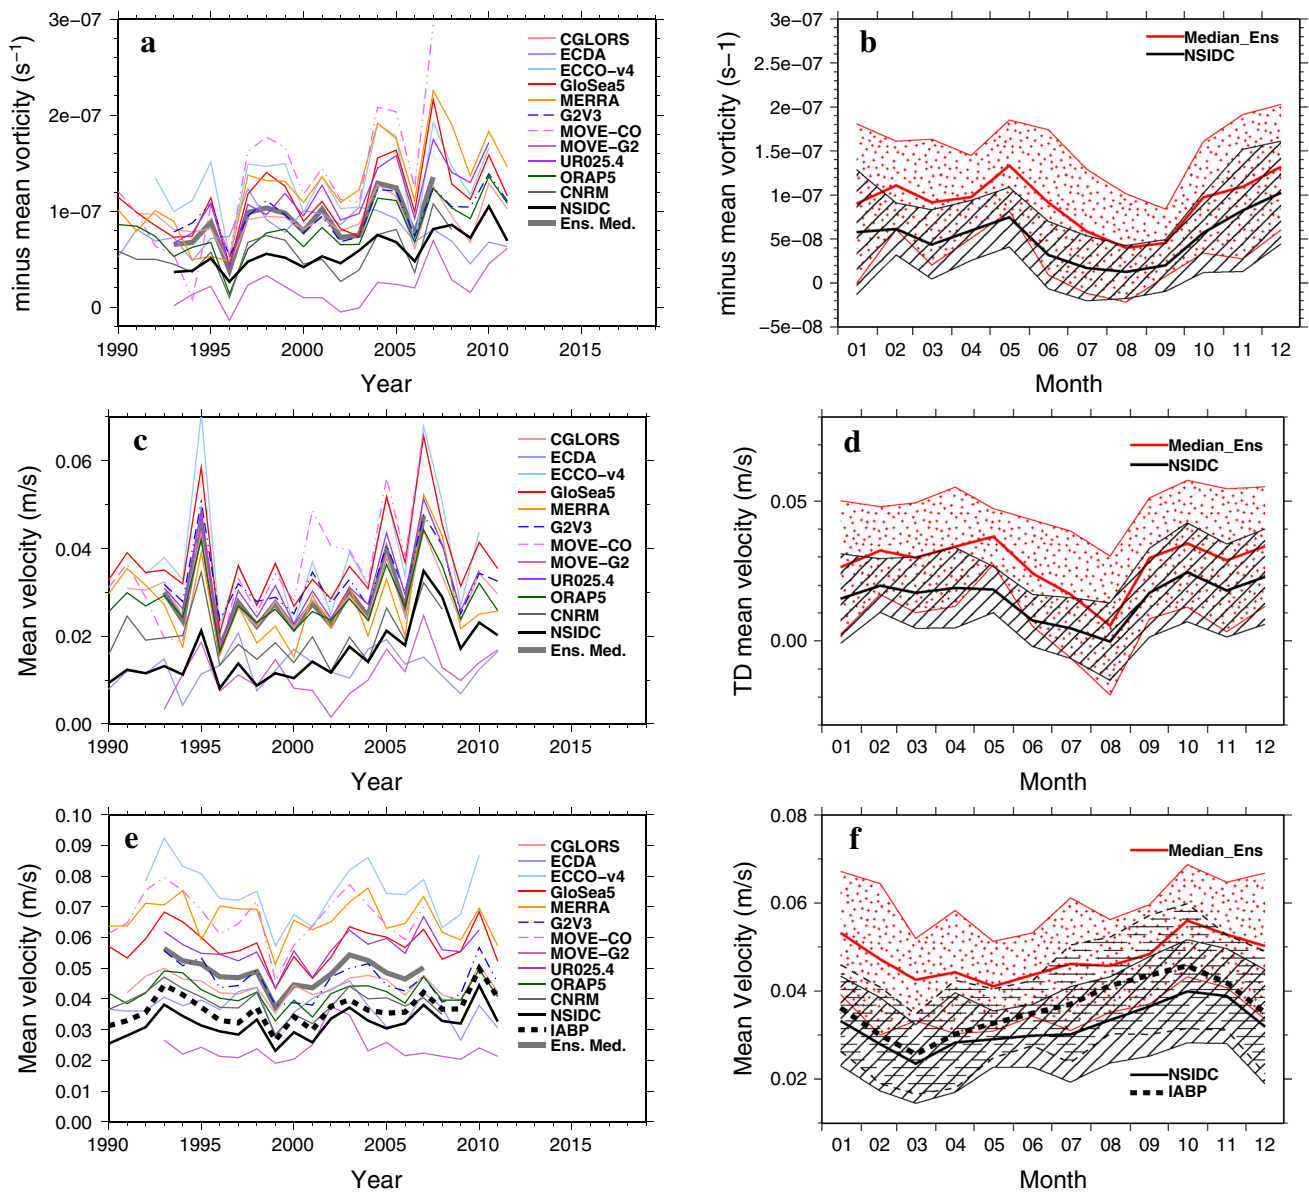 a
3e−07
2e−07
1e−07
0
minus mean vorticity (s−1)
1990 1995 2000 2005 2010 2015
Year
CGLORS
ECDA
ECCO−v4
GloSea5
MERRA
G2V3
MOVE−CO
MOVE−G2
UR025.4
ORAP5
CNRM
NSIDC
Ens. Med.
b
3e−07
2.5e−07
2e−07
1.5e−07
1e−07
5e−08
0
−5e−08
minus mean vorticity (s−1)
01 02 03 04 05 06 07 08 09 10 11 12
Month
Median_Ens
NSIDC
c
0.06
0.04
0.02
0.00
Mean velocity (m/s)
1990 1995 2000 2005 2010 2015
Year
CGLORS
ECDA
ECCO−v4
GloSea5
MERRA
G2V3
MOVE−CO
MOVE−G2
UR025.4
ORAP5
CNRM
NSIDC
Ens. Med.
d
0.05
0.00
TD mean velocity (m/s)
01 02 03 04 05 06 07 08 09 10 11 12
Month
Median_Ens
NSIDC
e
0.10
0.09
0.08
0.07
0.06
0.05
0.04
0.03
0.02
0.01
0.00
Mean velocity (m/s)
1990 1995 2000 2005 2010 2015
Year
CGLORS
ECDA
ECCO−v4
GloSea5
MERRA
G2V3
MOVE−CO
MOVE−G2
UR025.4
ORAP5
CNRM
NSIDC
IABP
Ens. Med.
f
0.08
0.06
0.04
0.02
Mean Velocity (m/s)
01 02 03 04 05 06 07 08 09 10 11 12
Month
Median_Ens
NSIDC
IABP